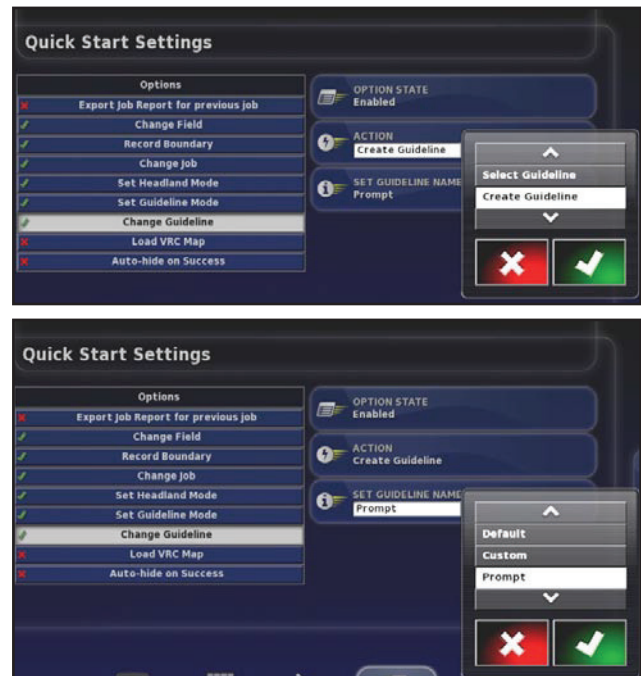 Quick Start Settings
Options
Export Job Report for previous job
Change Field
Record Boundary
Change Job
Set Headland Mode
Set Guideline Mode
Change Guideline
Load VRC Map
Auto-hide on Success
OPTION STATE
Enabled
ACTION
Create Guideline
SET GUIDELINE NAME
Prompt
Select Guideline
Create Guideline
Quick Start Settings
Options
Export Job Report for previous job
Change Field
Record Boundary
Change Job
Set Headland Mode
Set Guideline Mode
Change Guideline
Load VRC Map
Auto-hide on Success
OPTION STATE
Enabled
ACTION
Create Guideline
SET GUIDELINE NAME
Prompt
Default
Custom
Prompt